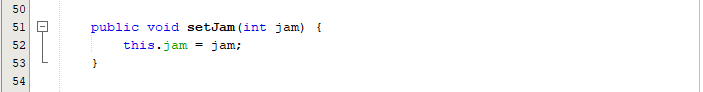 50
51 public void setJam(int jam) {
52 this.jam = jam;
53 }
54